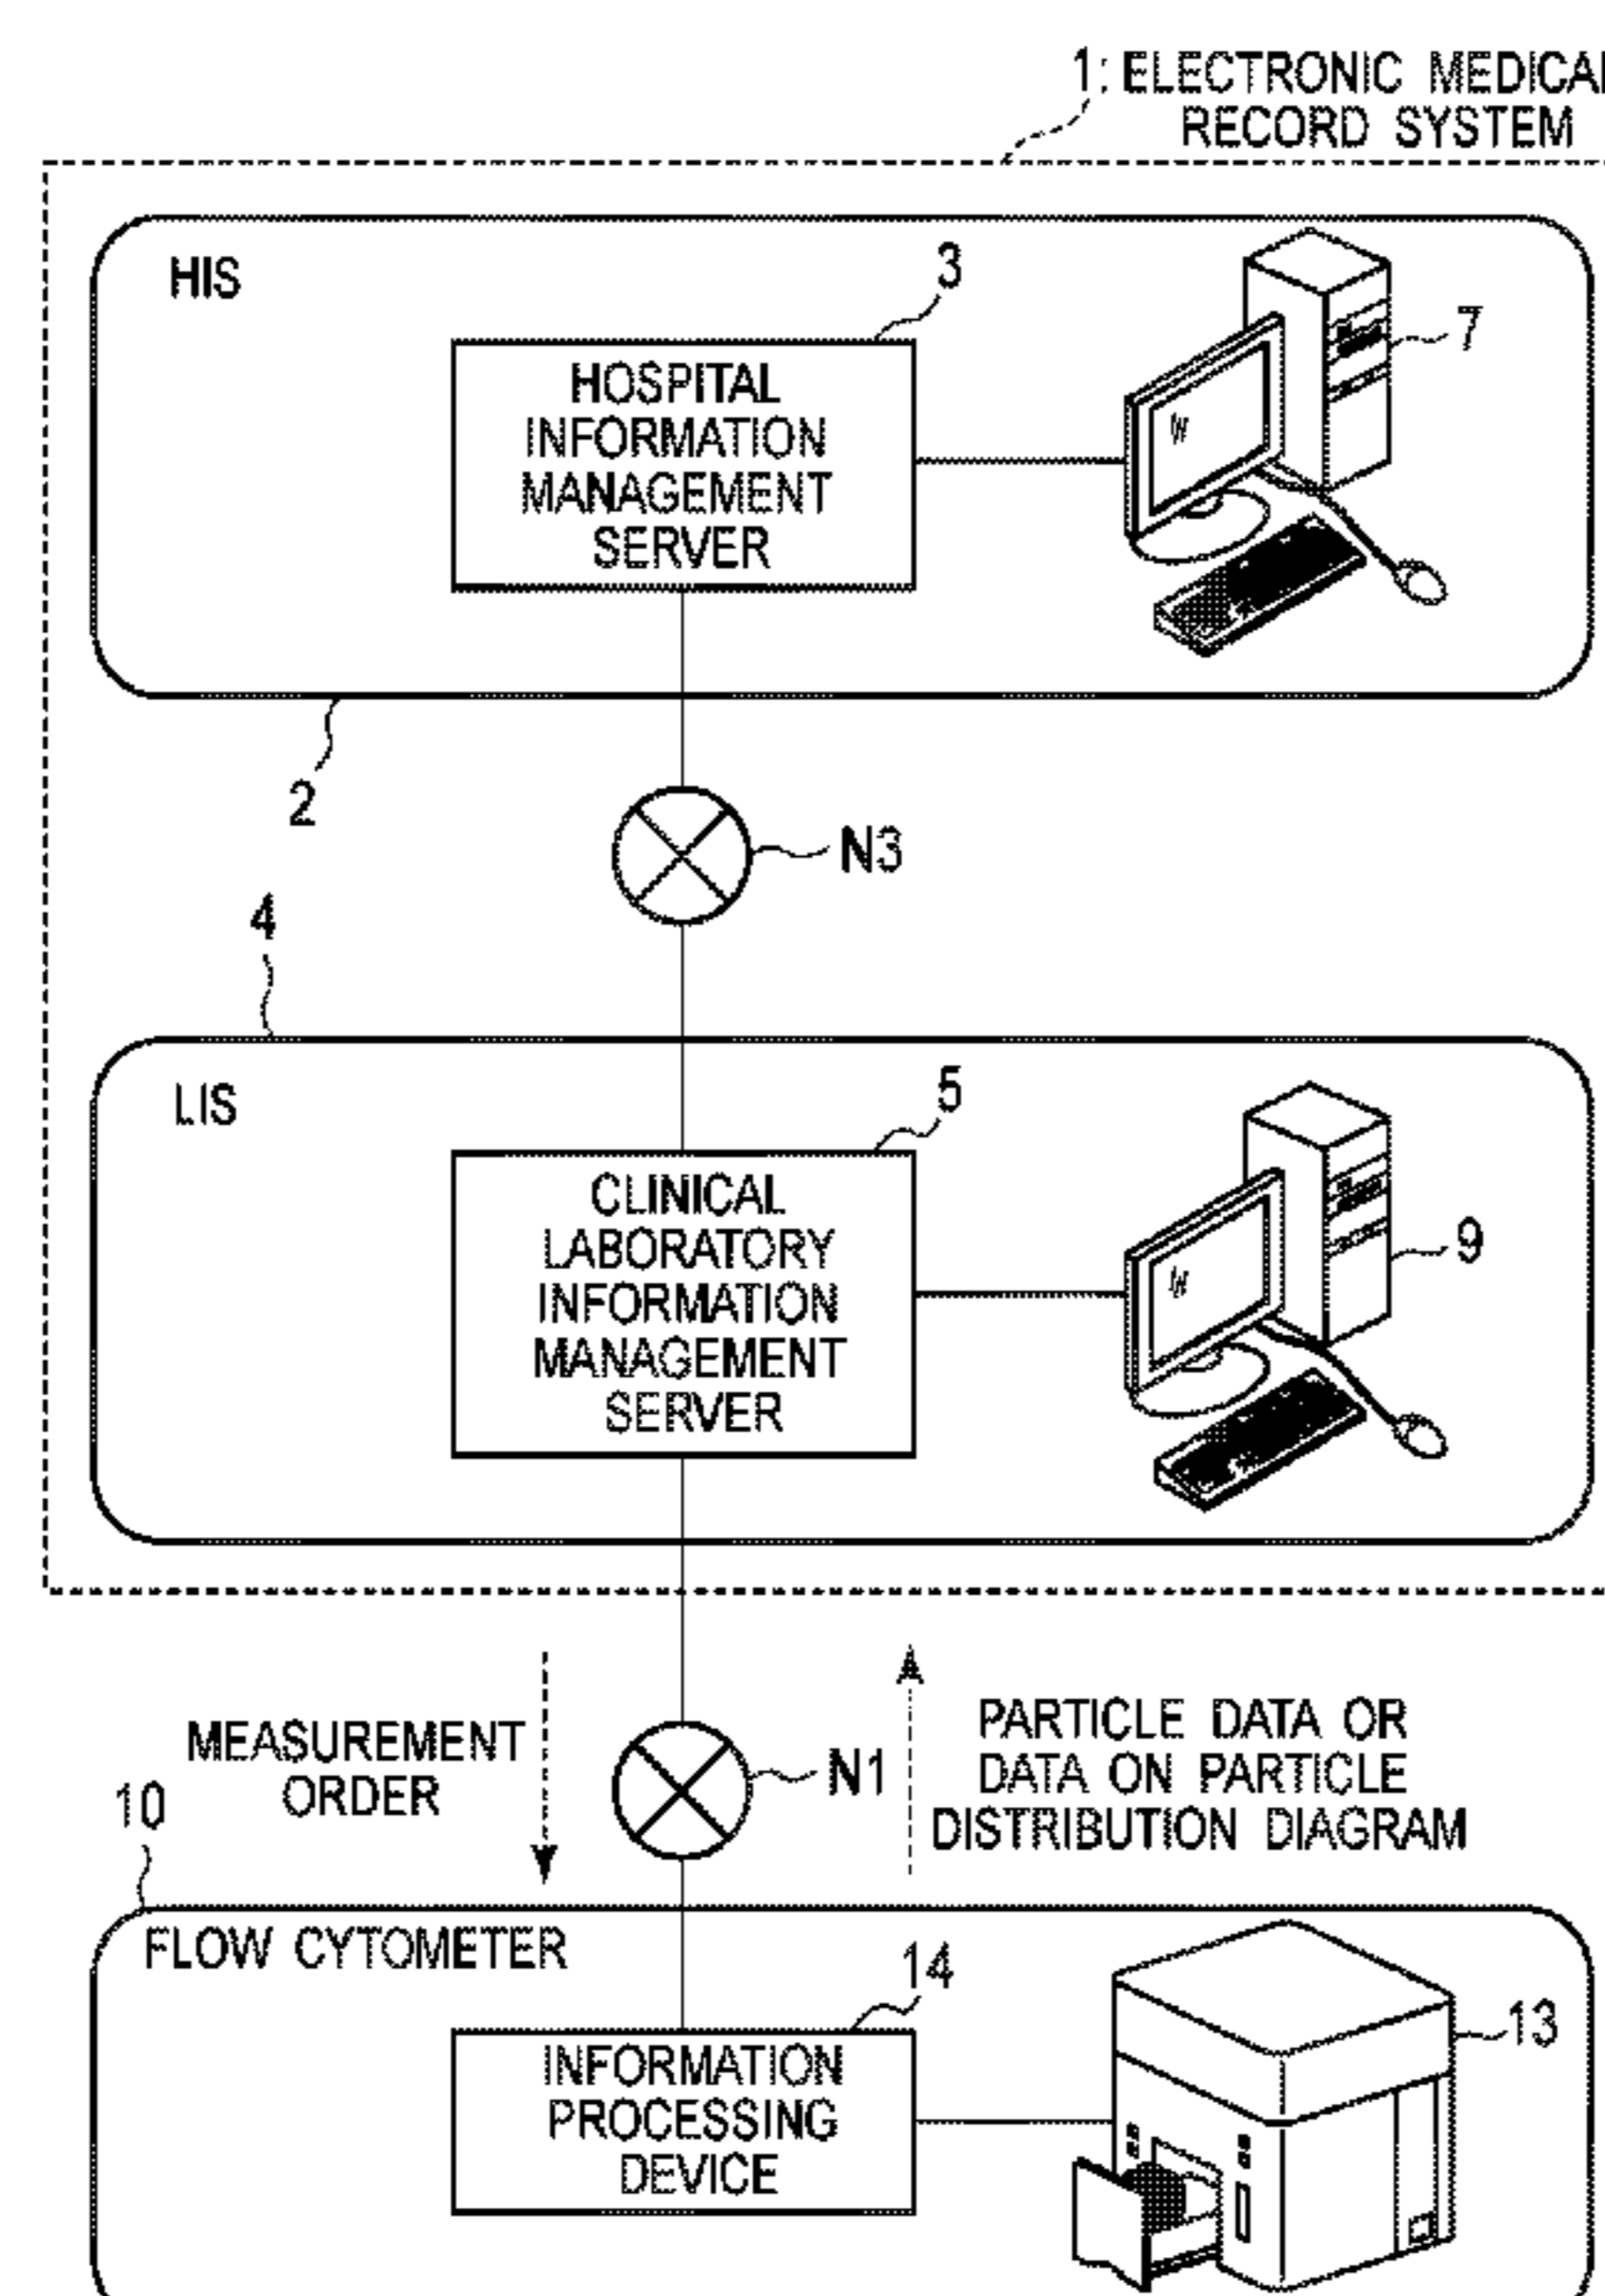 1: ELECTRONIC MEDICAL
RECORD SYSTEM
HIS
3
7
HOSPITAL
INFORMATION
MANAGEMENT
SERVER
2
N3
4
LIS
5
9
CLINICAL
LABORATORY
INFORMATION
MANAGEMENT
SERVER
MEASUREMENT
ORDER
N1
PARTICLE DATA OR
DATA ON PARTICLE
DISTRIBUTION DIAGRAM
10
FLOW CYTOMETER
14
13
INFORMATION
PROCESSING
DEVICE